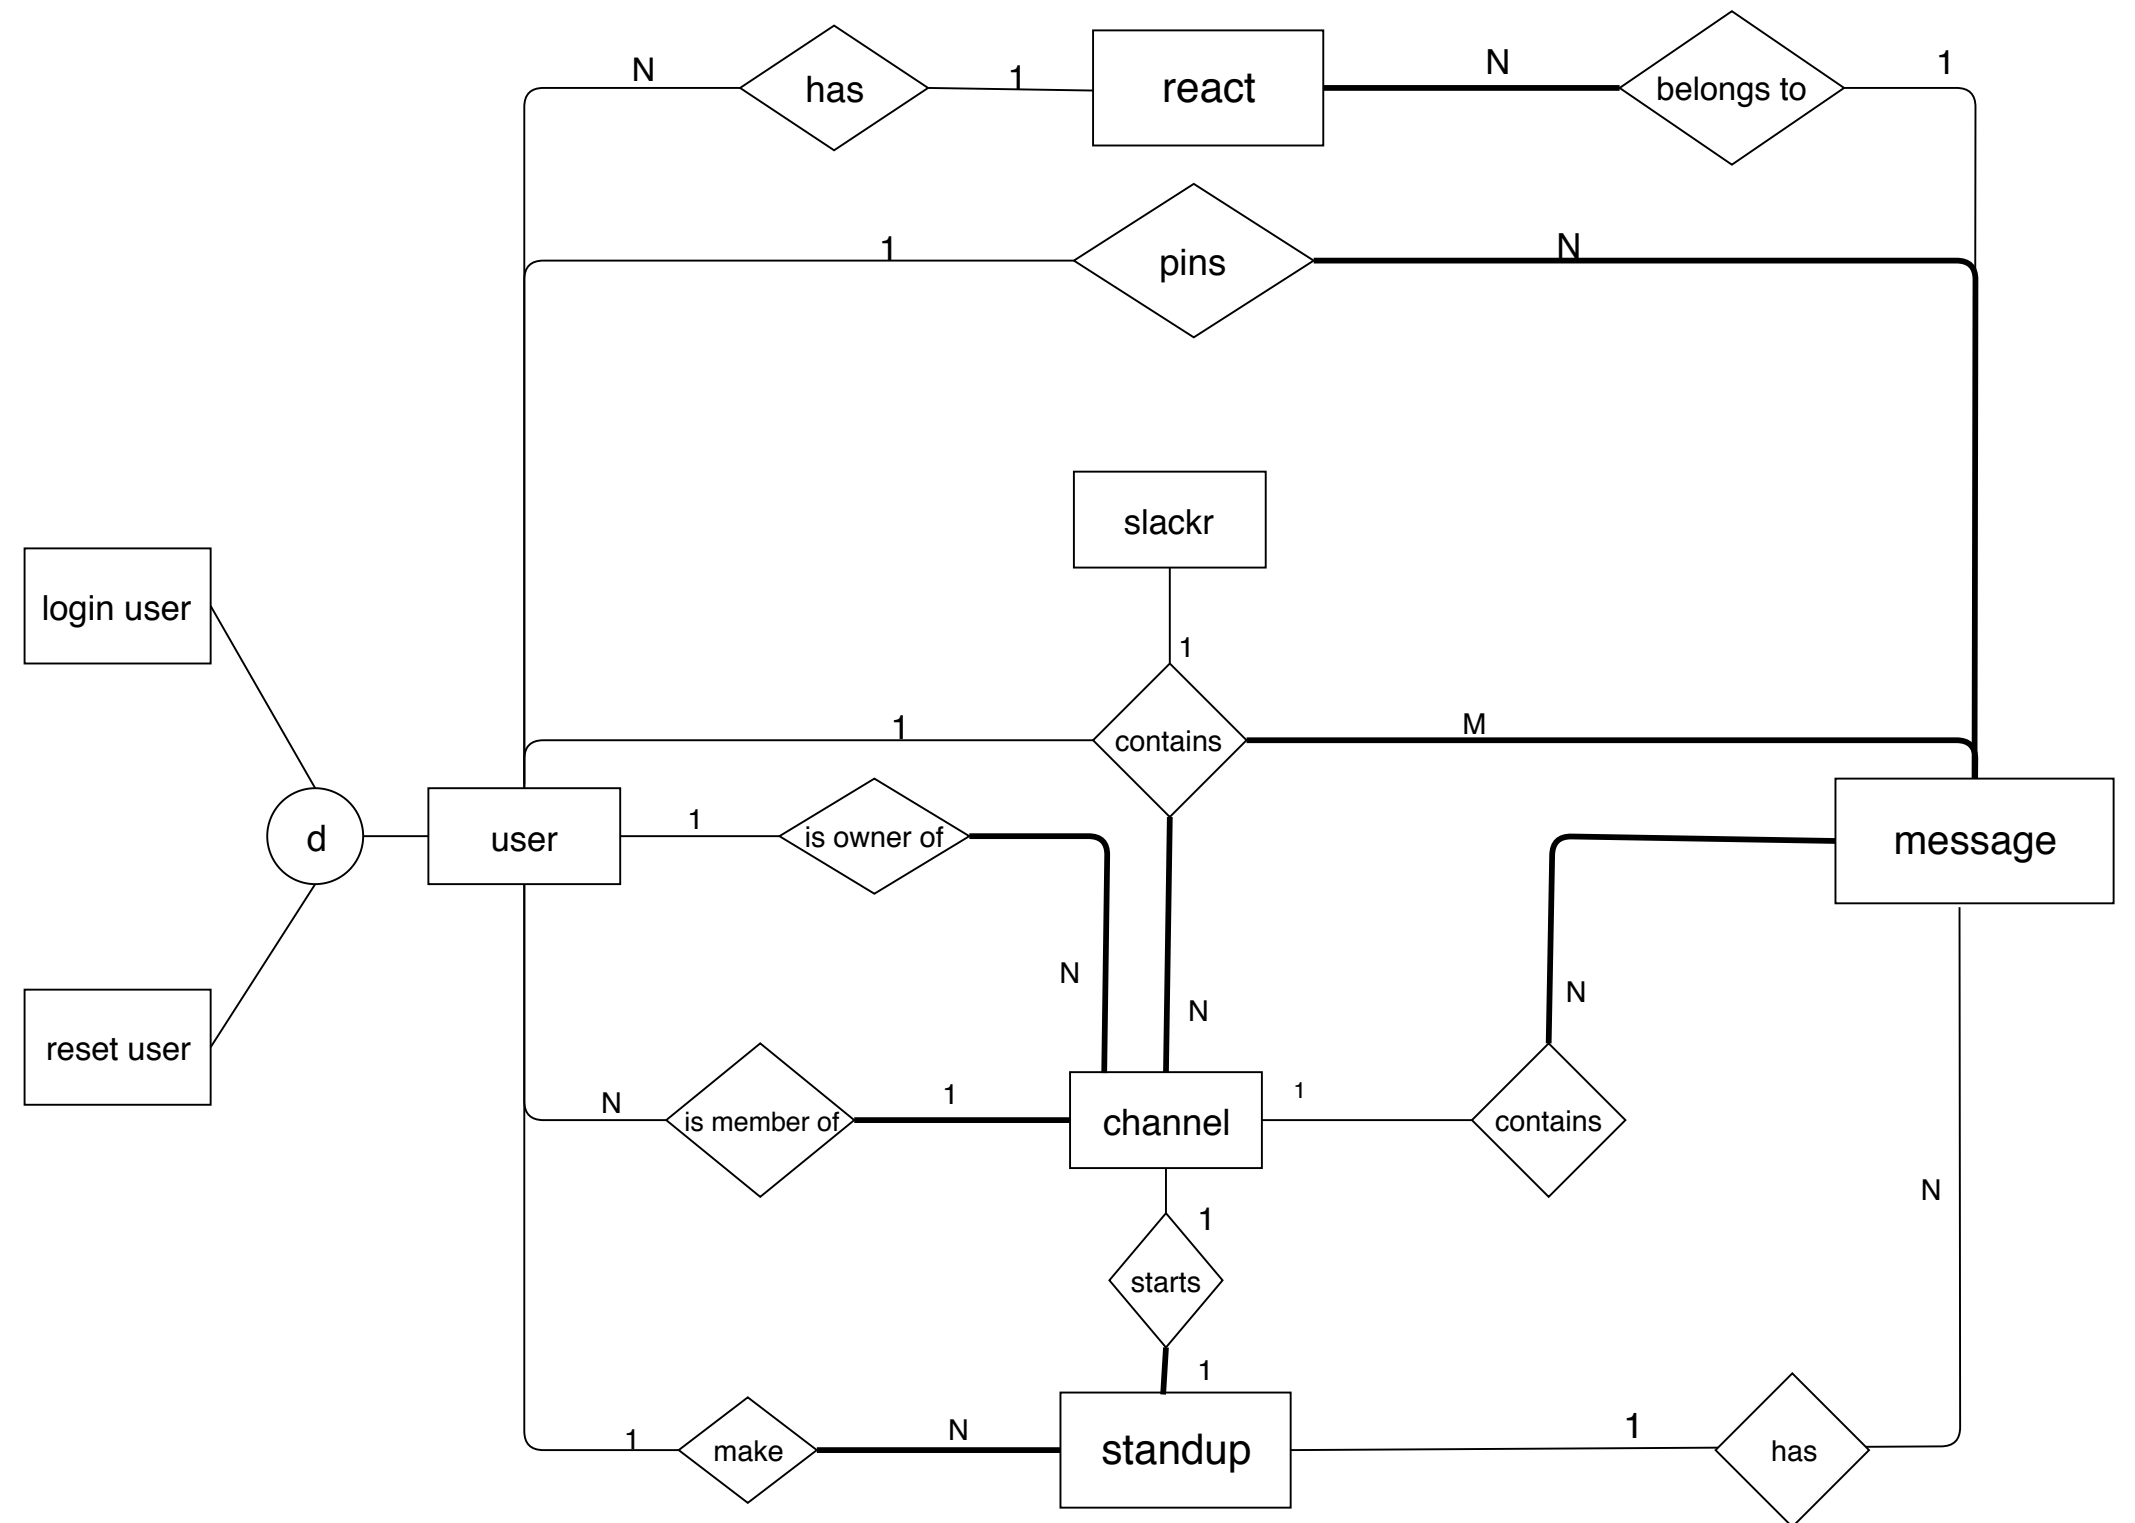 N
has
1
react
N
belongs to
1
1
pins
N
slackr
login user
1
1
contains
M
d
user
1
is owner of
message
N
N
N
reset user
N
is member of
1
channel
1
contains
1
starts
N
1
1
make
N
standup
1
has